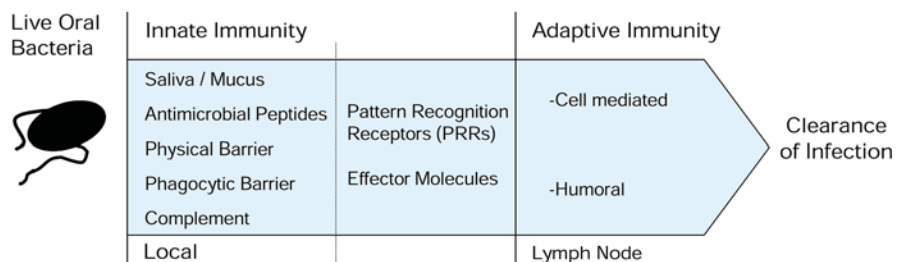 Live Oral
Bacteria
Innate Immunity
Adaptive Immunity
Saliva / Mucus
Antimicrobial Peptides
Physical Barrier
Phagocytic Barrier
Complement
Pattern Recognition
Receptors (PRRs)
Effector Molecules
-Cell mediated
-Humoral
Clearance
of Infection
Local
Lymph Node